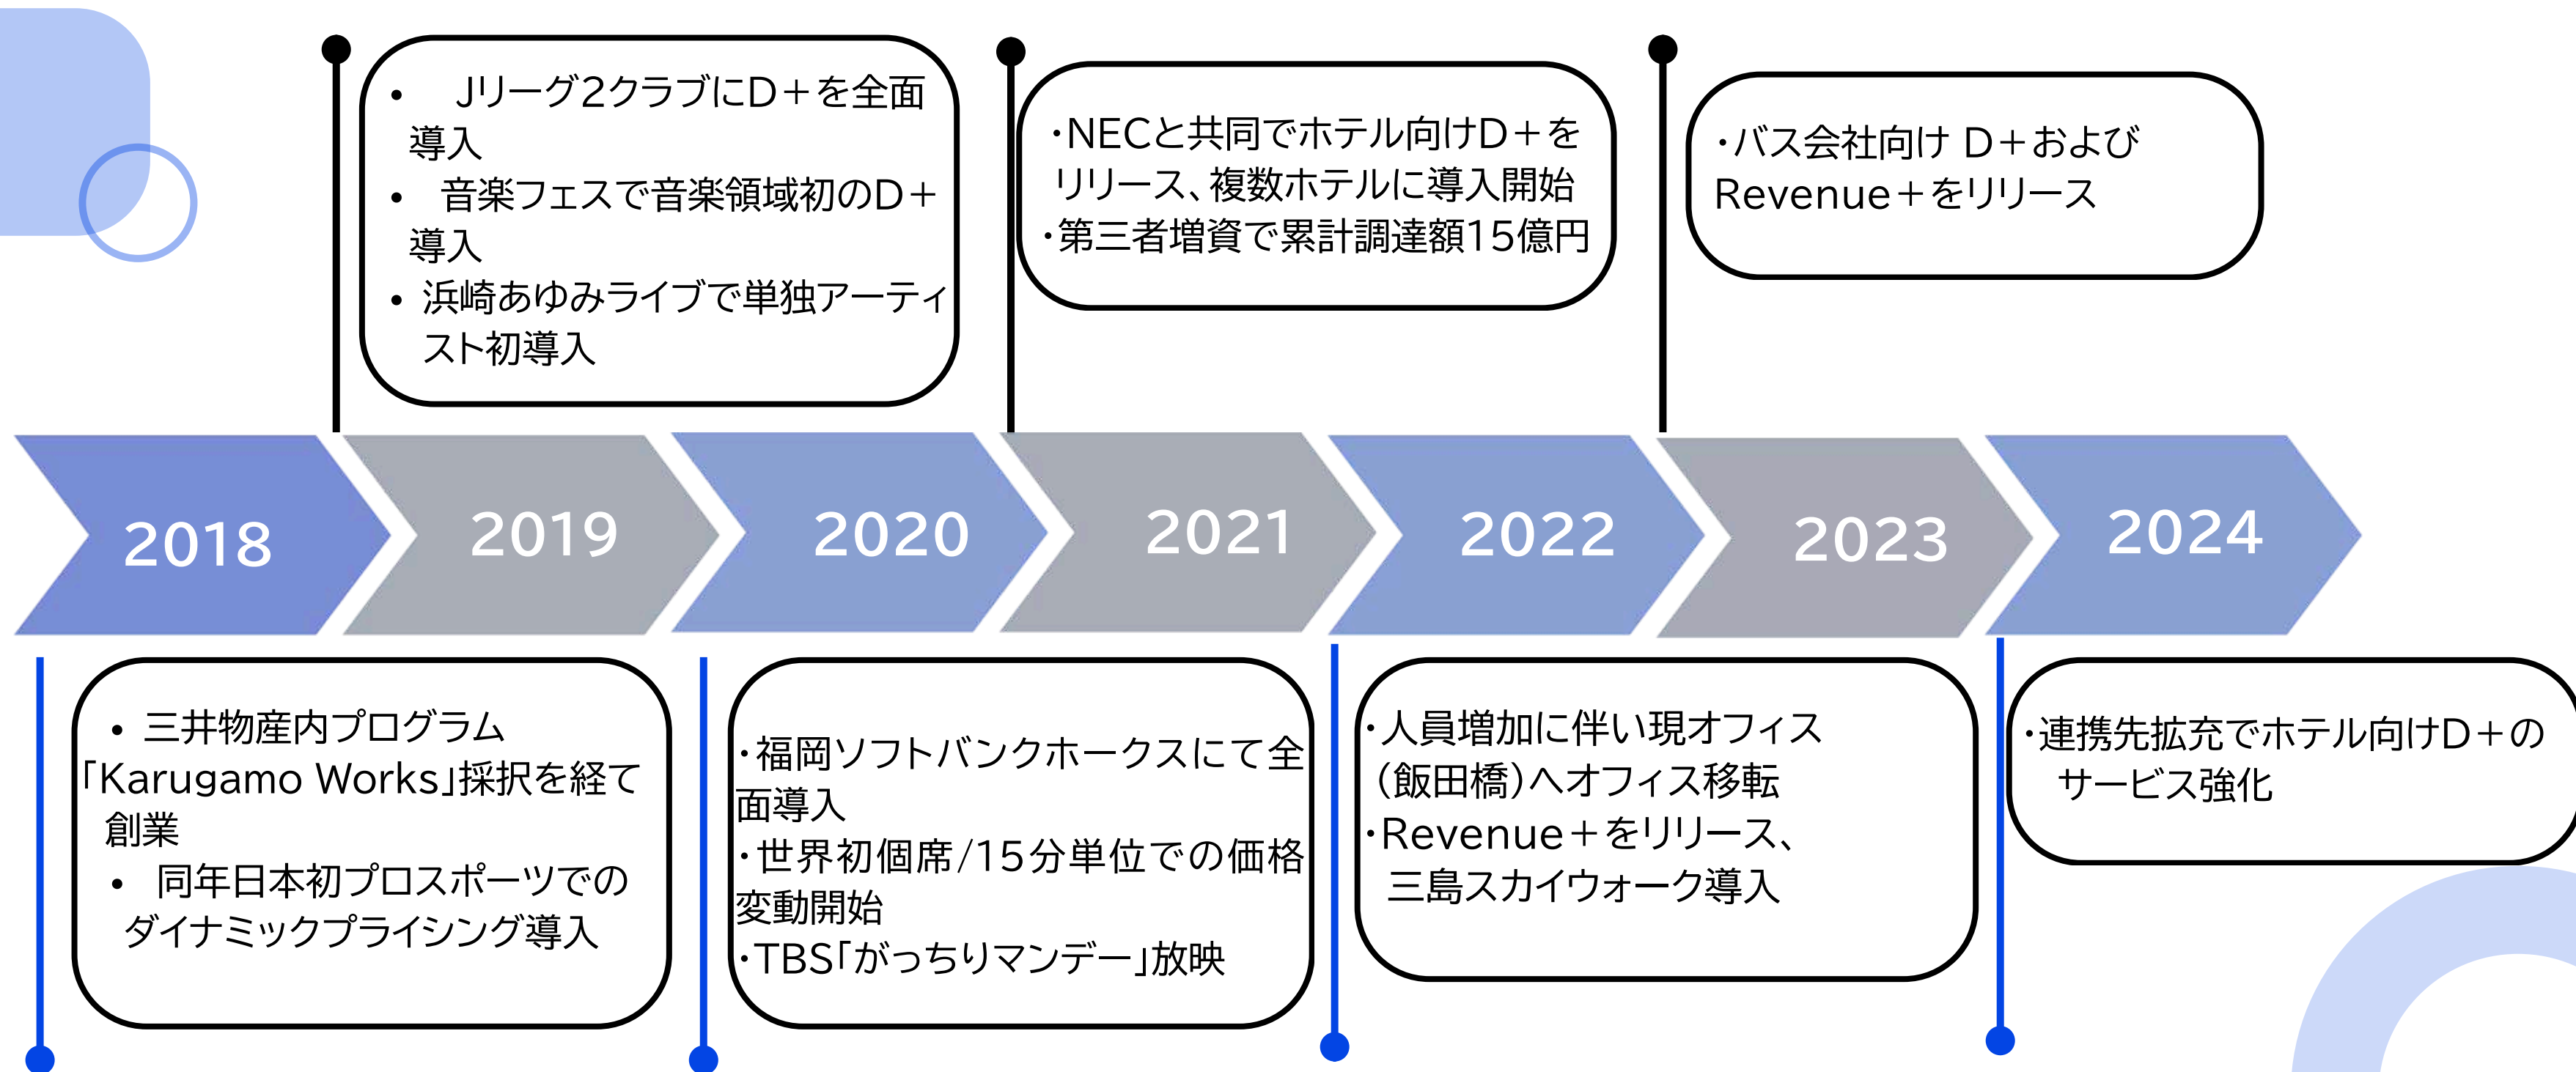 • Jリーグ2クラブにD＋を全面
導入
• 音楽フェスで音楽領域初のD＋
導入
• 浜崎あゆみライブで単独アーティ
スト初導入
・NECと共同でホテル向けD＋を
リリース、複数ホテルに導入開始
・第三者増資で累計調達額15億円
・バス会社向け D＋および
Revenue＋をリリース
2018
2019
2020
2021
2022
2023
2024
• 三井物産内プログラム
「Karugamo Works」採択を経て
創業
• 同年日本初プロスポーツでの
ダイナミックプライシング導入
・福岡ソフトバンクホークスにて全
面導入
・世界初個席/15分単位での価格
変動開始
・TBS「がっちりマンデー」放映
・人員増加に伴い現オフィス
（飯田橋）へオフィス移転
・Revenue＋をリリース、
三島スカイウォーク導入
・連携先拡充でホテル向けD＋の
サービス強化